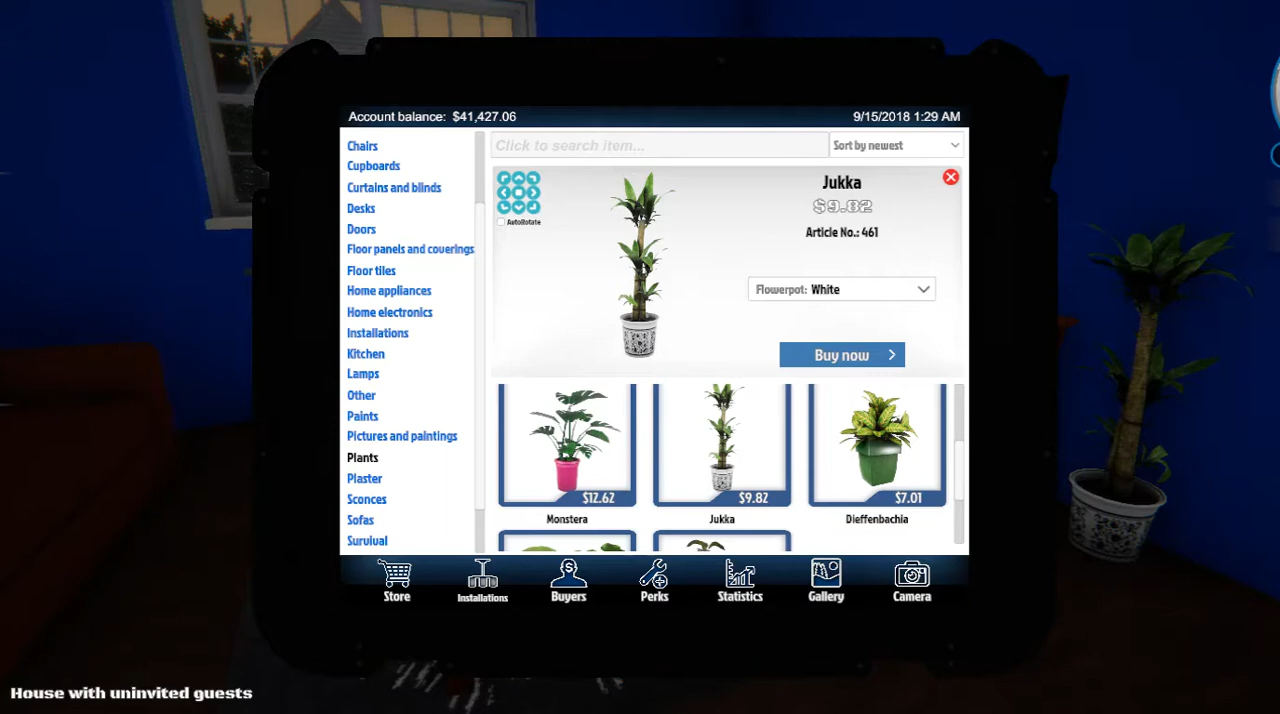 Account balance: $41,427.06
9/15/2018 1:29 AM
Chairs
Cupboards
Curtains and blinds
Desks
Doors
Floor panels and coverings
Floor tiles
Home appliances
Home electronics
Installations
Kitchen
Lamps
Other
Paints
Pictures and paintings
Plants
Plaster
Sconces
Sofas
Survival
Click to search item...
Sort by newest
AutoRotate
Jukka
$9.82
Article No.: 461
Flowerpot: White
Buy now
$12.62
$9.82
$7.01
Monstera
Jukka
Dieffenbachia
Store
Installations
Buyers
Perks
Statistics
Gallery
Camera
House with uninvited guests